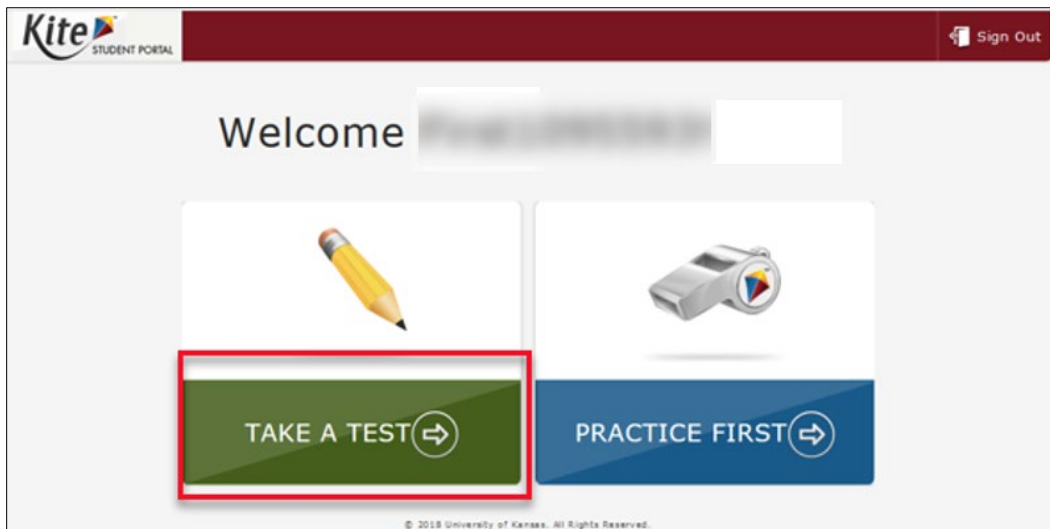 Kite STUDENT PORTAL
Sign Out
Welcome
TAKE A TEST
PRACTICE FIRST
© 2018 University of Kansas. All Rights Reserved.